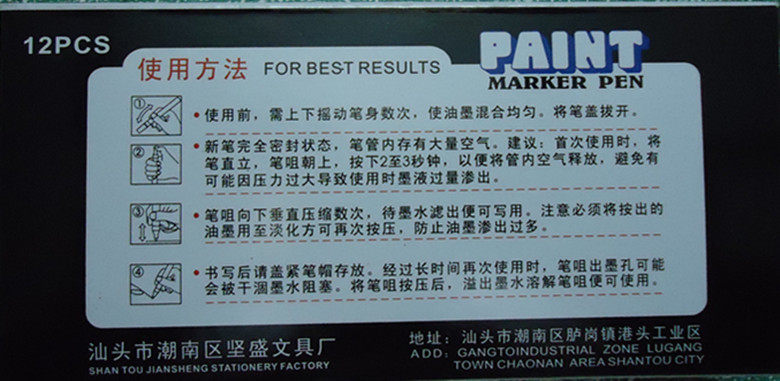 12PCS
使用方法 FOR BEST RESULTS
PAINT
MARKER PEN
① • 使用前，需上下摇动笔身数次，使油墨混合均匀。将笔盖拔开。
② • 新笔完全密封状态，笔管内存有大量空气。建议：首次使用时，将
笔直立，笔咀朝上，按下2至3秒钟，以便将管内空气释放，避免有
可能因压力过大导致使用时墨液过量渗出。
③ • 笔咀向下垂直压缩数次，待墨水滤出便可写用。注意必须将按出的
油墨用至淡化方可再次按压，防止油墨渗出过多。
④ • 书写后请盖紧笔帽存放。经过长时间再次使用时，笔咀出墨孔可能
会被干涸墨水阻塞。将笔咀按压后，溢出墨水溶解笔咀便可使用。
汕头市潮南区坚盛文具厂
SHAN TOU JIANSHENG STATIONERY FACTORY
地址：汕头市潮南区胪岗镇港头工业区
ADD: GANGTOINDUSTRIAL ZONE LUGANG
TOWN CHAONAN AREA SHANTOU CITY